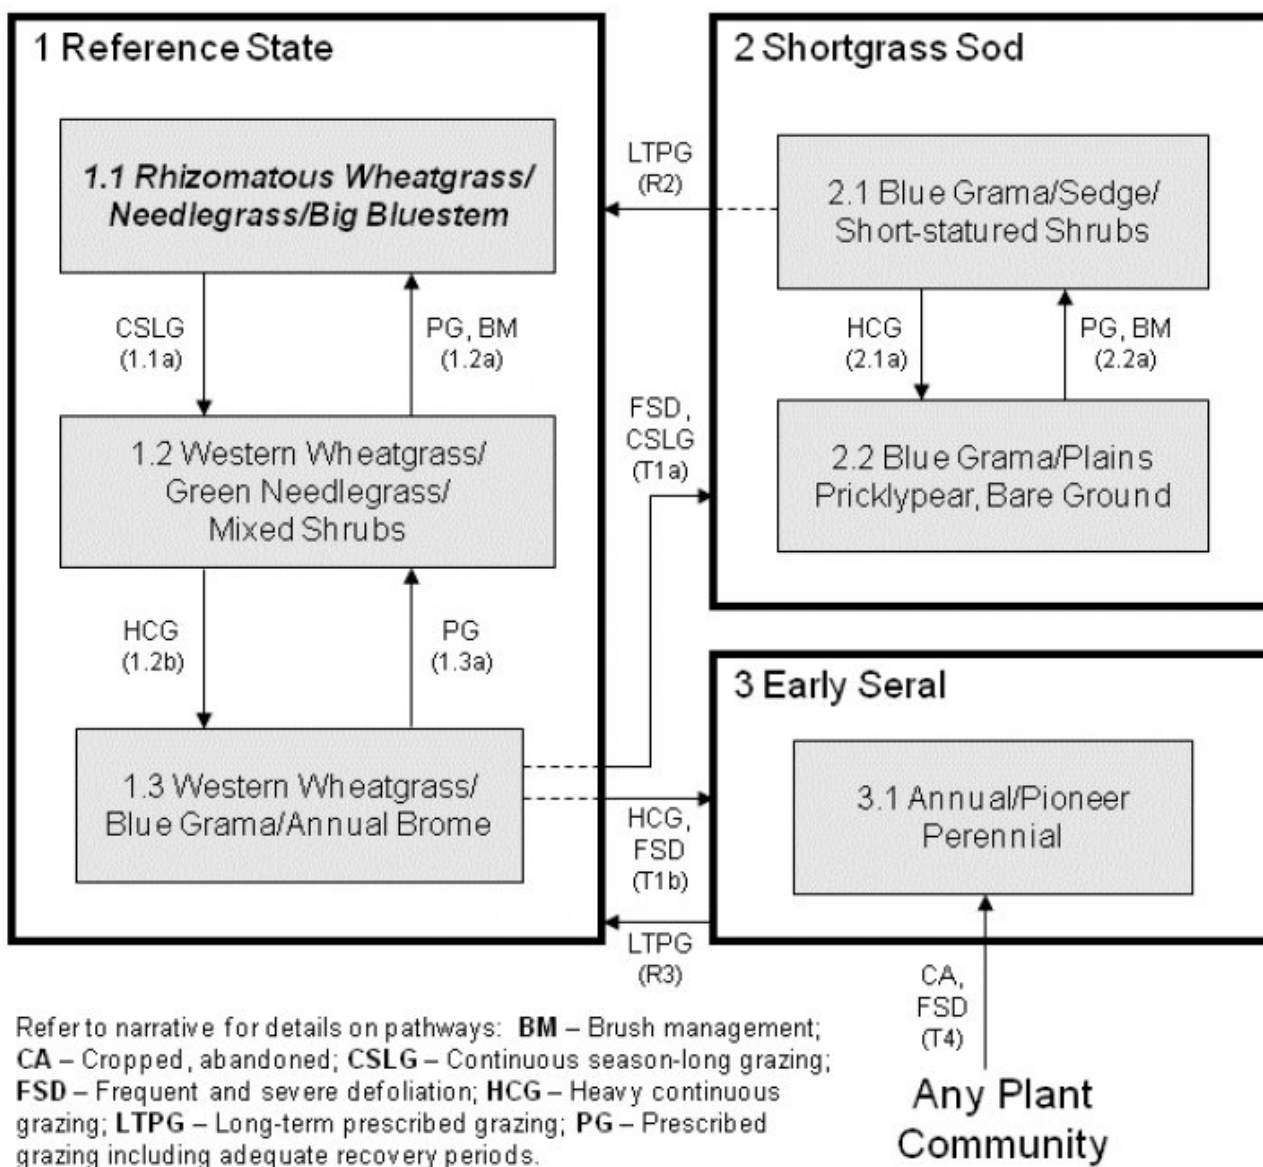 1 Reference State
1.1 Rhizomatous Wheatgrass/
Needlegrass/Big Bluestem
CSLG
(1.1a)
PG, BM
(1.2a)
1.2 Western Wheatgrass/
Green Needlegrass/
Mixed Shrubs
HCG
(1.2b)
PG
(1.3a)
1.3 Western Wheatgrass/
Blue Grama/Annual Brome
LTPG
(R2)
FSD,
CSLG
(T1a)
HCG,
FSD
(T1b)
LTPG
(R3)
2 Shortgrass Sod
2.1 Blue Grama/Sedge/
Short-statured Shrubs
HCG
(2.1a)
PG, BM
(2.2a)
2.2 Blue Grama/Plains
Pricklypear, Bare Ground
3 Early Seral
3.1 Annual/Pioneer
Perennial
CA,
FSD
(T4)
Any Plant
Community
Refer to narrative for details on pathways: BM – Brush management;
CA – Cropped, abandoned; CSLG – Continuous season-long grazing;
FSD – Frequent and severe defoliation; HCG – Heavy continuous
grazing; LTPG – Long-term prescribed grazing; PG – Prescribed
grazing including adequate recovery periods.